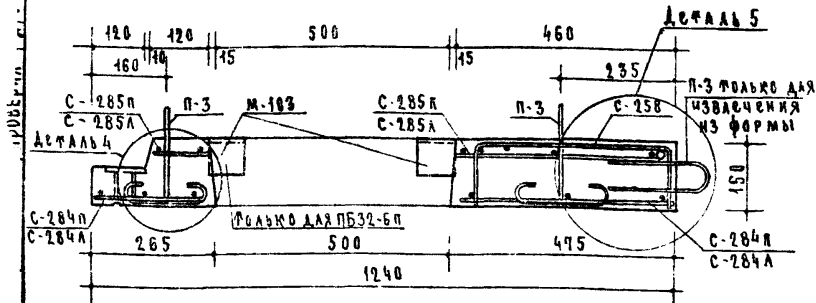 ДЕТАЛЬ 5
120 120 500 460
160 10 15 15 235
П-3 ТОЛЬКО ДЛЯ
ИЗВЛЕЧЕНИЯ
ИЗ ФОРМЫ
С-285П
С-285Л
П-3
М-103
С-285П
С-285Л
П-3
С-258
ДЕТАЛЬ 4
150
С-284П
С-284Л
ТОЛЬКО ДЛЯ ПБ32-6П
С-284П
С-284Л
265 500 475
1240